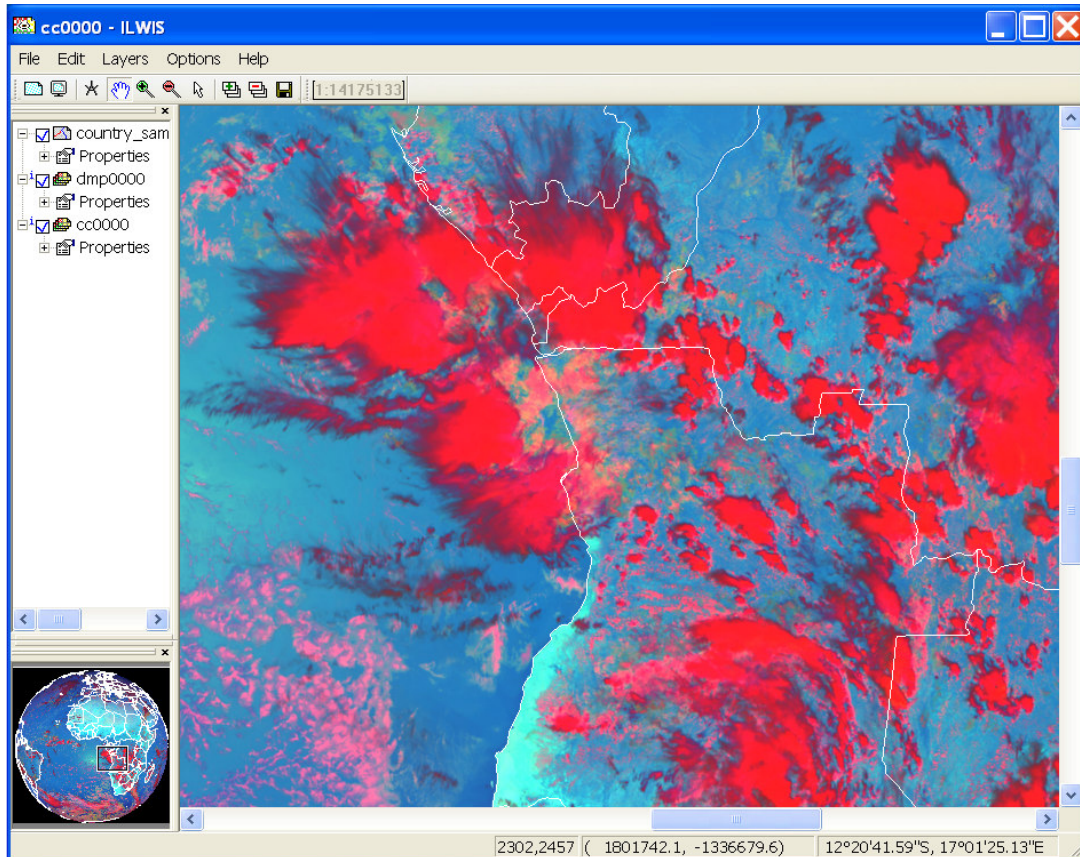 cc0000 - ILWIS
File Edit Layers Options Help
1:14175133
country_sam
Properties
dmp0000
Properties
cc0000
Properties
2302,2457 ( 1801742.1, -1336679.6) 12°20'41.59"S, 17°01'25.13"E